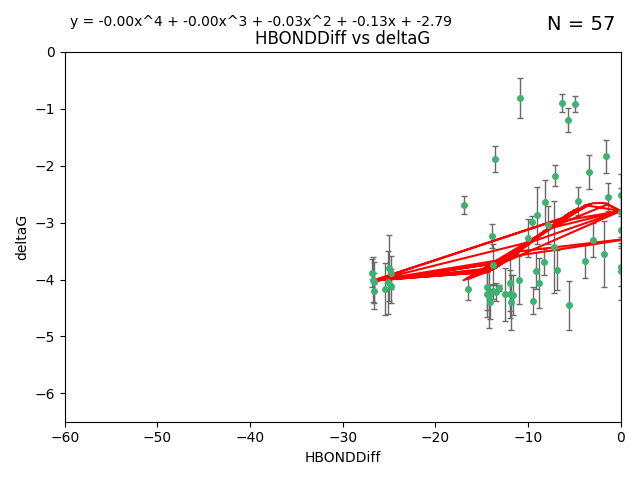 y = -0.00x^4 + -0.00x^3 + -0.03x^2 + -0.13x + -2.79
N = 57
HBONDDiff vs deltaG
0
−1
−2
−3
−4
−5
−6
deltaG
−60 −50 −40 −30 −20 −10 0
HBONDDiff